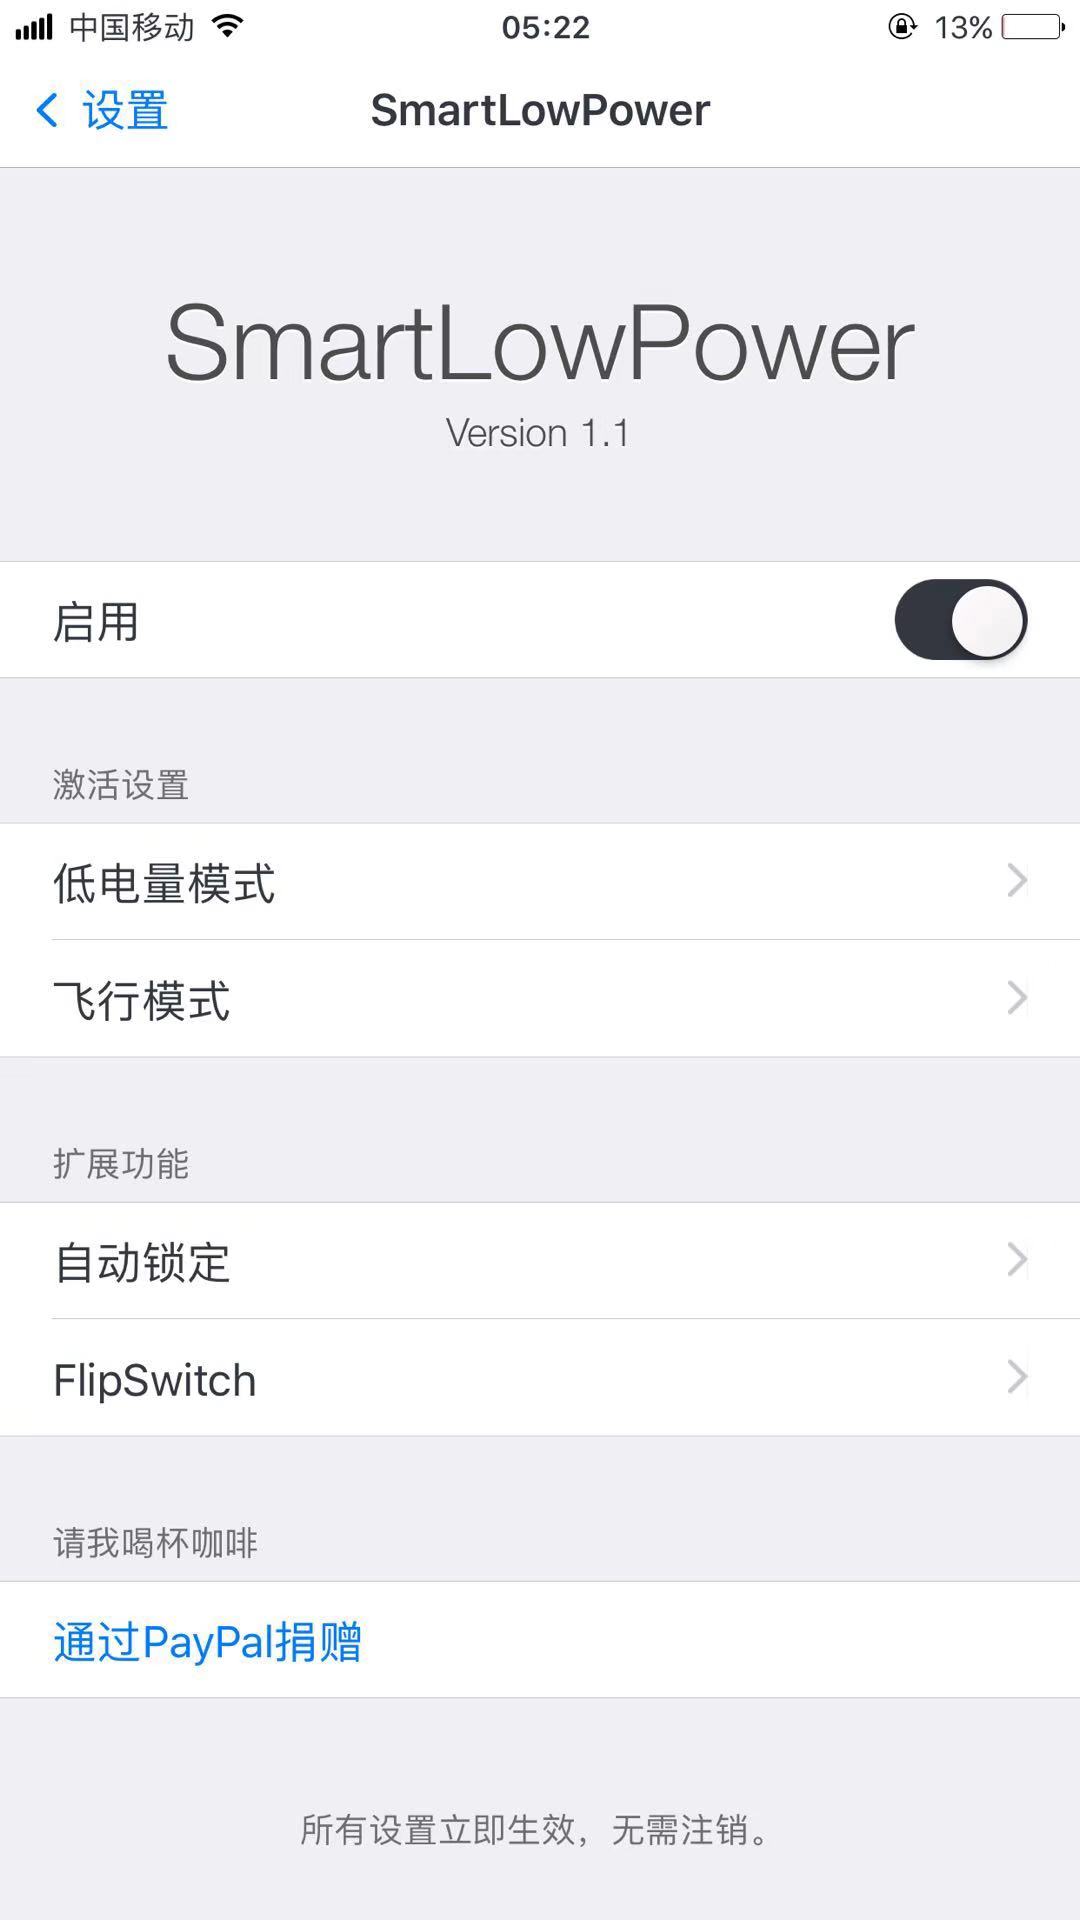 中国移动 05:22 13%
设置 SmartLowPower
SmartLowPower
Version 1.1
启用
激活设置
低电量模式
飞行模式
扩展功能
自动锁定
FlipSwitch
请我喝杯咖啡
通过PayPal捐赠
所有设置立即生效，无需注销。